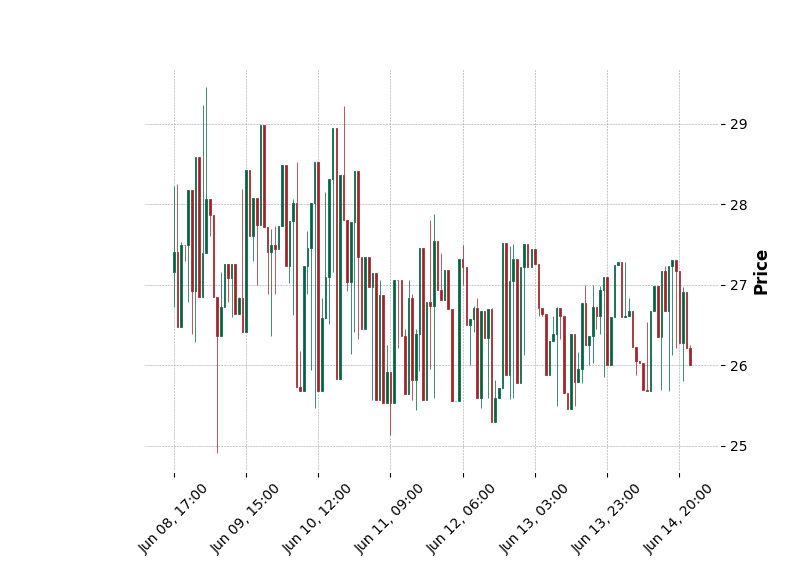 29
28
27
26
25
Price
Jun 08, 17:00
Jun 09, 15:00
Jun 10, 12:00
Jun 11, 09:00
Jun 12, 06:00
Jun 13, 03:00
Jun 13, 23:00
Jun 14, 20:00